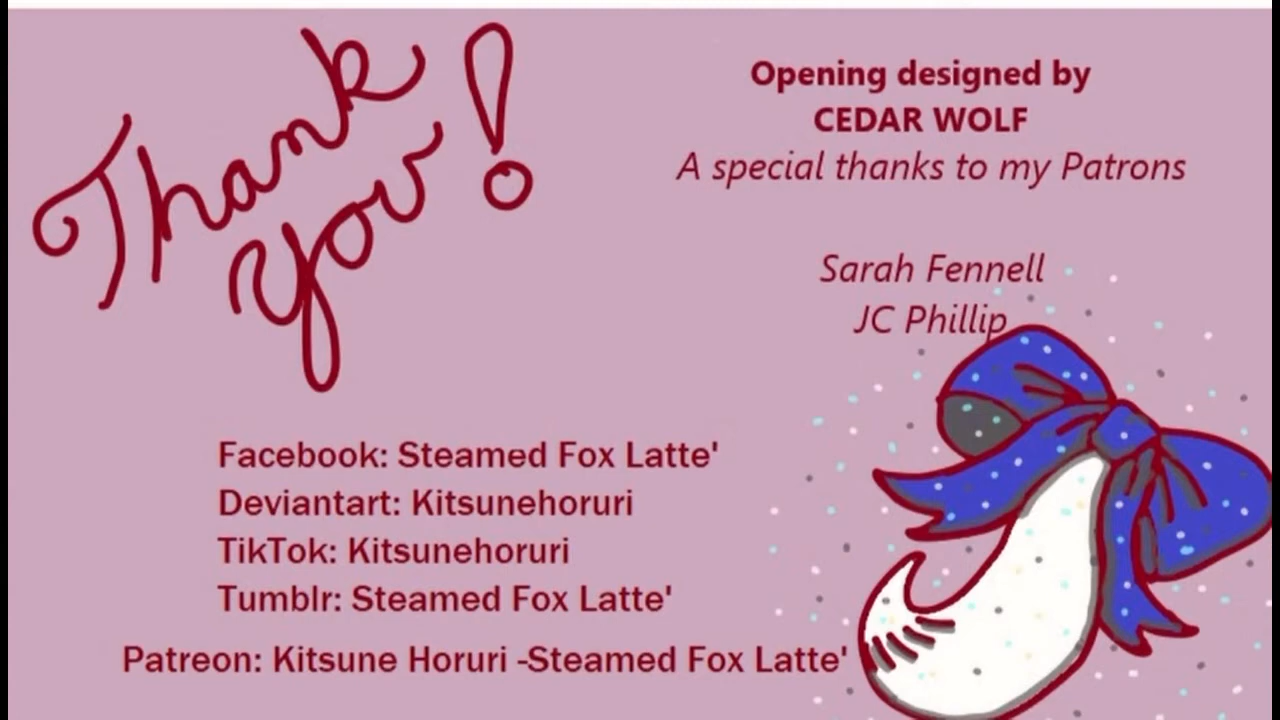 Thank
You!
Opening designed by
CEDAR WOLF
A special thanks to my Patrons
Sarah Fennell
JC Phillip
Facebook: Steamed Fox Latte'
Deviantart: Kitsunehoruri
TikTok: Kitsunehoruri
Tumblr: Steamed Fox Latte'
Patreon: Kitsune Horuri -Steamed Fox Latte'